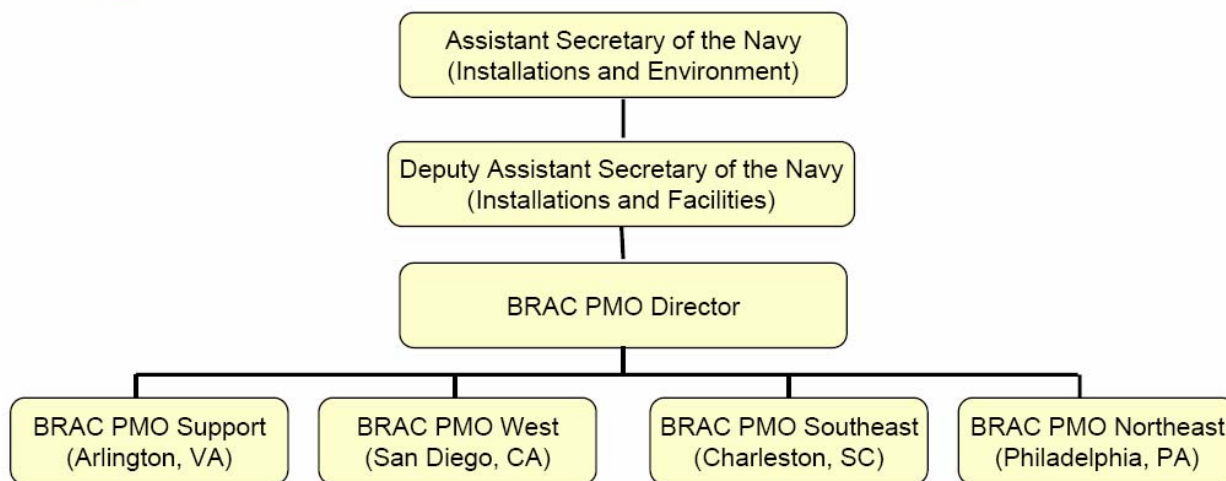 Assistant Secretary of the Navy
(Installations and Environment)
Deputy Assistant Secretary of the Navy
(Installations and Facilities)
BRAC PMO Director
BRAC PMO Support
(Arlington, VA)
BRAC PMO West
(San Diego, CA)
BRAC PMO Southeast
(Charleston, SC)
BRAC PMO Northeast
(Philadelphia, PA)